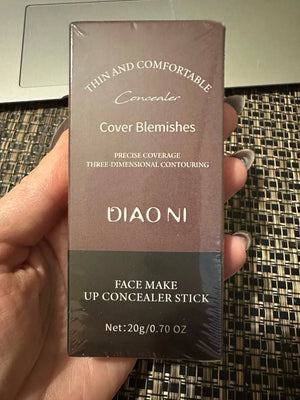 THIN AND COMFORTABLE
Concealer
Cover Blemishes
PRECISE COVERAGE
THREE-DIMENSIONAL CONTOURING
DIAO NI
FACE MAKE
UP CONCEALER STICK
Net:20g/0.70 OZ